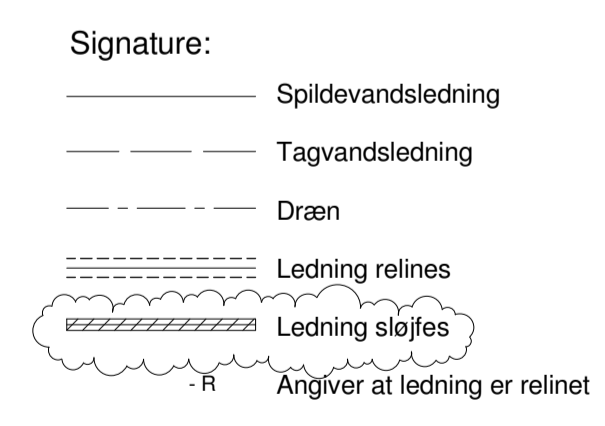 Signature:
Spildevandsledning
Tagvandsledning
Dræn
Ledning relines
Ledning sløjfes
- R Angiver at ledning er relinet